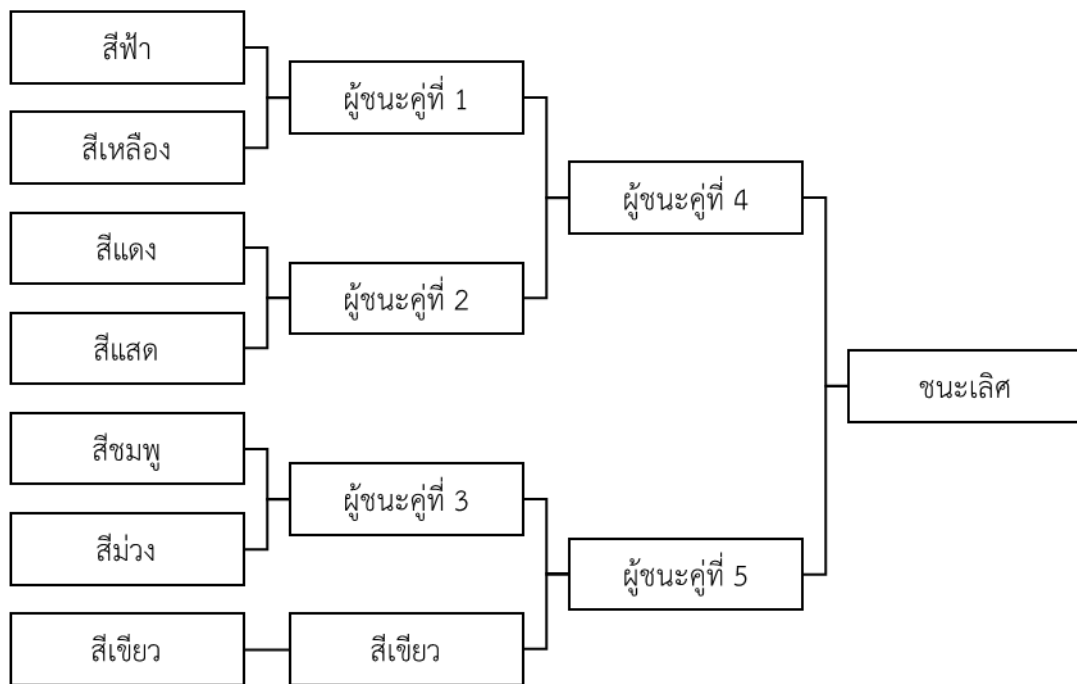 สีฟ้า
สีเหลือง
สีแดง
สีแสด
สีชมพู
สีม่วง
สีเขียว
ผู้ชนะคู่ที่ 1
ผู้ชนะคู่ที่ 2
ผู้ชนะคู่ที่ 3
สีเขียว
ผู้ชนะคู่ที่ 4
ผู้ชนะคู่ที่ 5
ชนะเลิศ